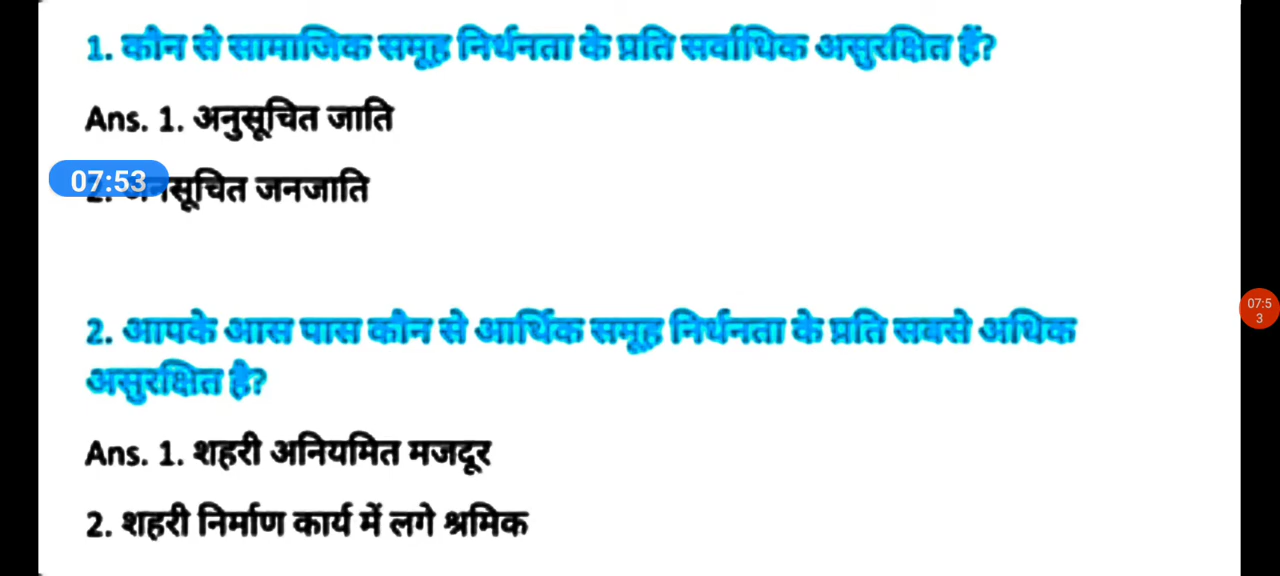 1. कौन से सामाजिक समूह निर्धनता के प्रति सर्वाधिक असुरक्षित हैं?
Ans. 1. अनुसूचित जाति
07:53
2. जनजाति
2. आपके आस पास कौन से आर्थिक समूह निर्धनता के प्रति सबसे अधिक
असुरक्षित है?
07:5
3
Ans. 1. शहरी अनियमित मजदूर
2. शहरी निर्माण कार्य में लगे श्रमिक